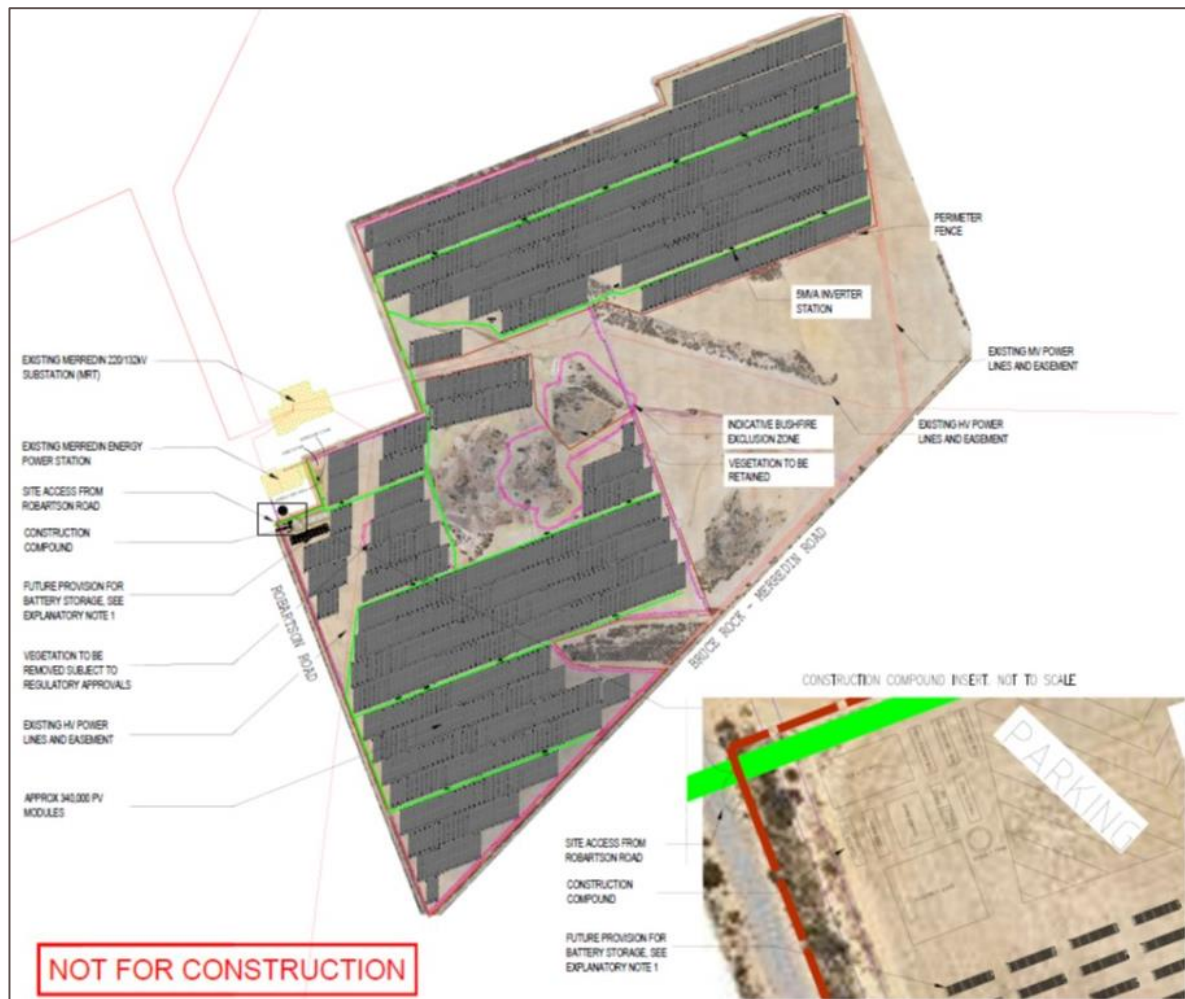 PERIMETER
FENCE
5MVA INVERTER
STATION
EXISTING MV POWER
LINES AND EASEMENT
EXISTING HV POWER
LINES AND EASEMENT
INDICATIVE BUSHFIRE
EXCLUSION ZONE
VEGETATION TO BE
RETAINED
EXISTING MERREDIN 220/132kV
SUBSTATION (MRT)
EXISTING MERREDIN ENERGY
POWER STATION
SITE ACCESS FROM
ROBARTSON ROAD
CONSTRUCTION
COMPOUND
FUTURE PROVISION FOR
BATTERY STORAGE, SEE
EXPLANATORY NOTE 1
VEGETATION TO BE
REMOVED SUBJECT TO
REGULATORY APPROVALS
EXISTING HV POWER
LINES AND EASEMENT
APPROX 340,000 PV
MODULES
ROBARTSON ROAD
BRUCE ROCK - MERREDIN ROAD
CONSTRUCTION COMPOUND INSERT. NOT TO SCALE
PARKING
SITE ACCESS FROM
ROBARTSON ROAD
CONSTRUCTION
COMPOUND
FUTURE PROVISION FOR
BATTERY STORAGE, SEE
EXPLANATORY NOTE 1
NOT FOR CONSTRUCTION